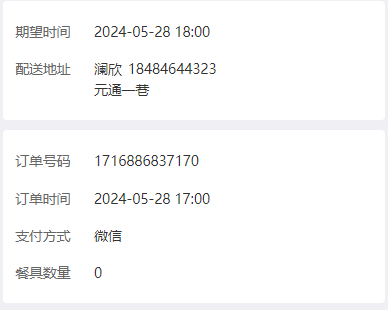 期望时间 2024-05-28 18:00
配送地址 澜欣 18484644323
元通一巷
订单号码 1716886837170
订单时间 2024-05-28 17:00
支付方式 微信
餐具数量 0